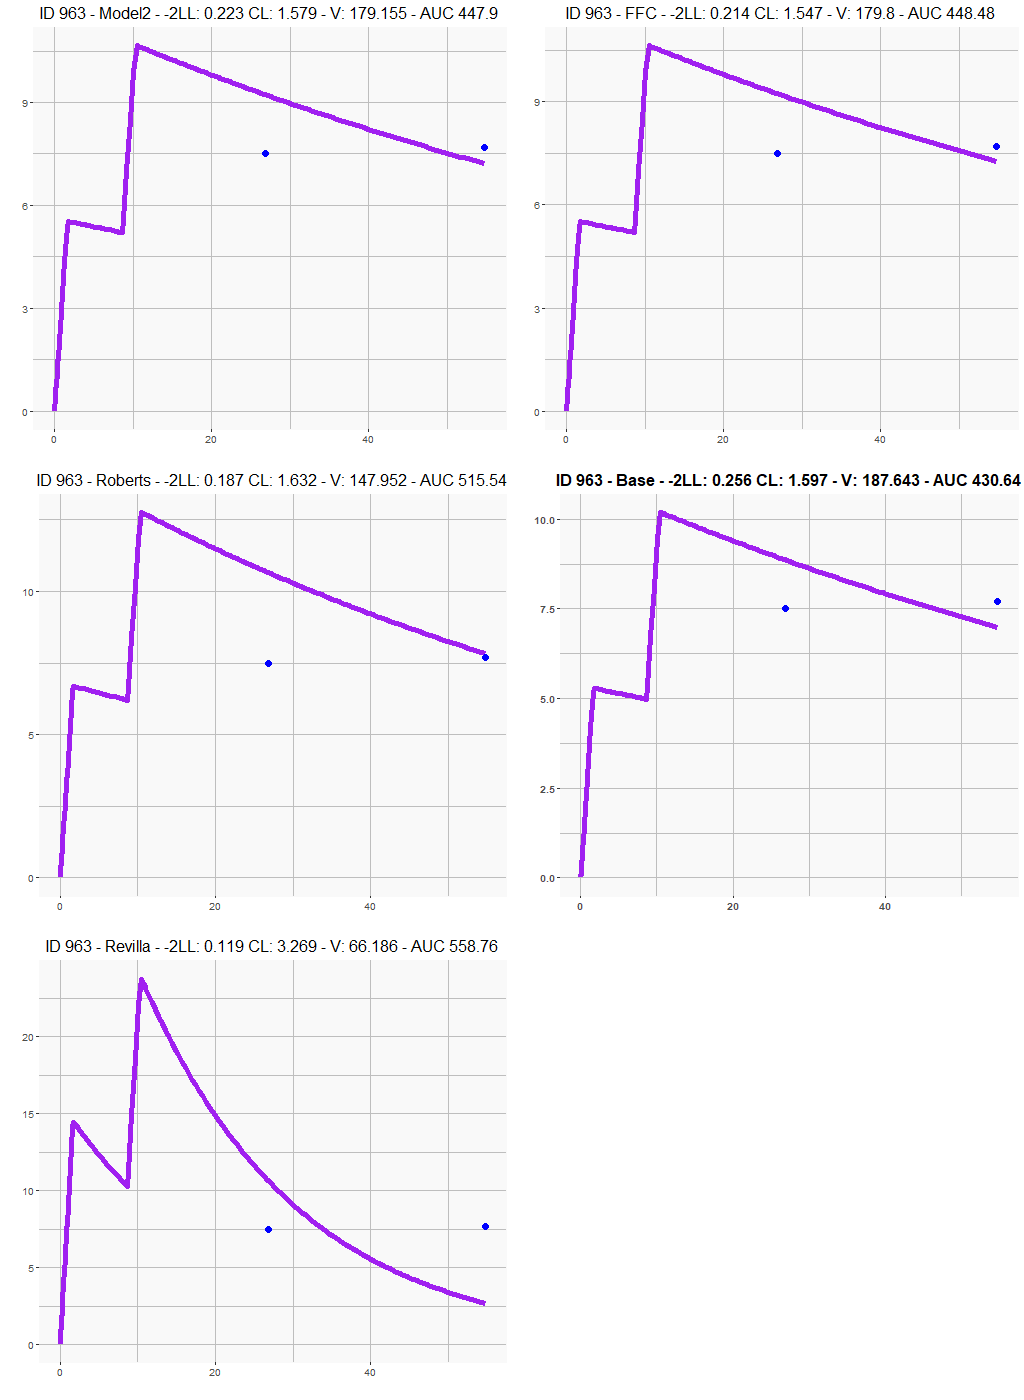 ID 963 - Model2 - -2LL: 0.223 CL: 1.579 - V: 179.155 - AUC 447.9
9
6
3
0
0 20 40
ID 963 - FFC - -2LL: 0.214 CL: 1.547 - V: 179.8 - AUC 448.48
9
6
3
0
0 20 40
ID 963 - Roberts - -2LL: 0.187 CL: 1.632 - V: 147.952 - AUC 515.54
10
5
0
0 20 40
ID 963 - Base - -2LL: 0.256 CL: 1.597 - V: 187.643 - AUC 430.64
10.0
7.5
5.0
2.5
0.0
0 20 40
ID 963 - Revilla - -2LL: 0.119 CL: 3.269 - V: 66.186 - AUC 558.76
20
15
10
5
0
0 20 40